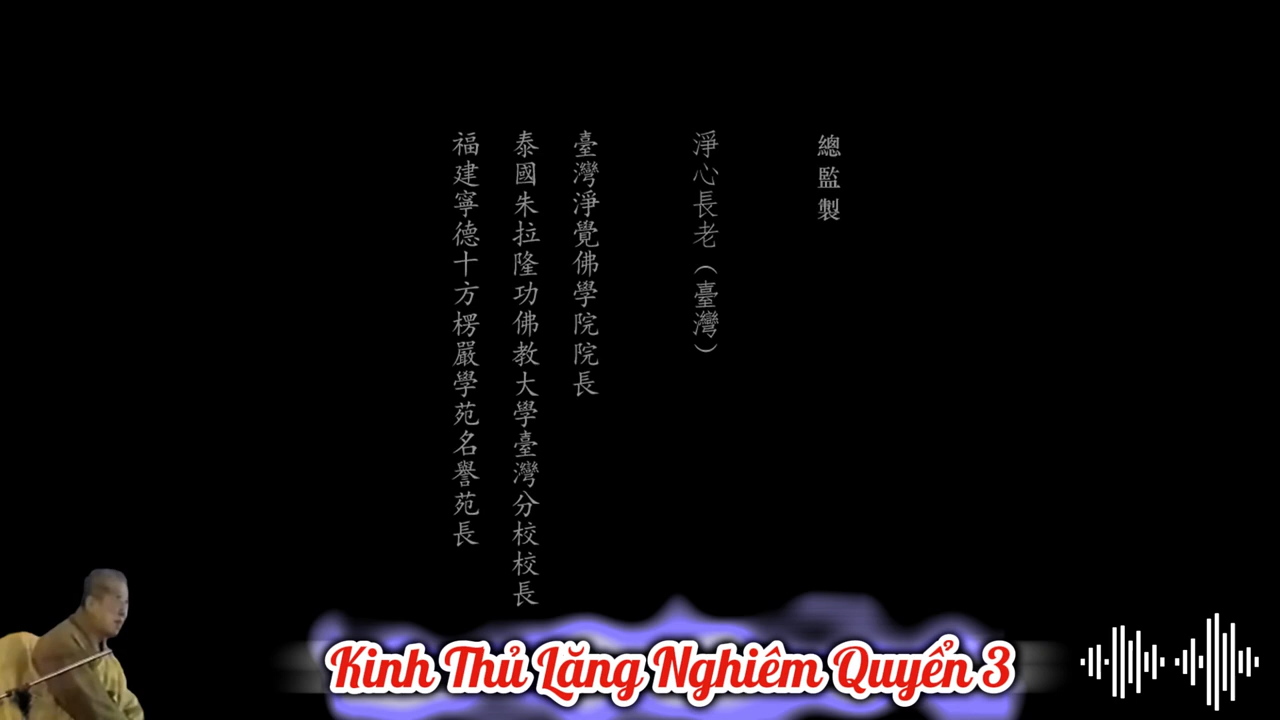 總監製
淨心長老（臺灣）
臺灣淨覺佛學院院長
泰國朱拉隆功佛教大學臺灣分校校長
福建寧德十方楞嚴學苑名譽苑長
Kinh Thủ Lăng Nghiêm Quyển 3